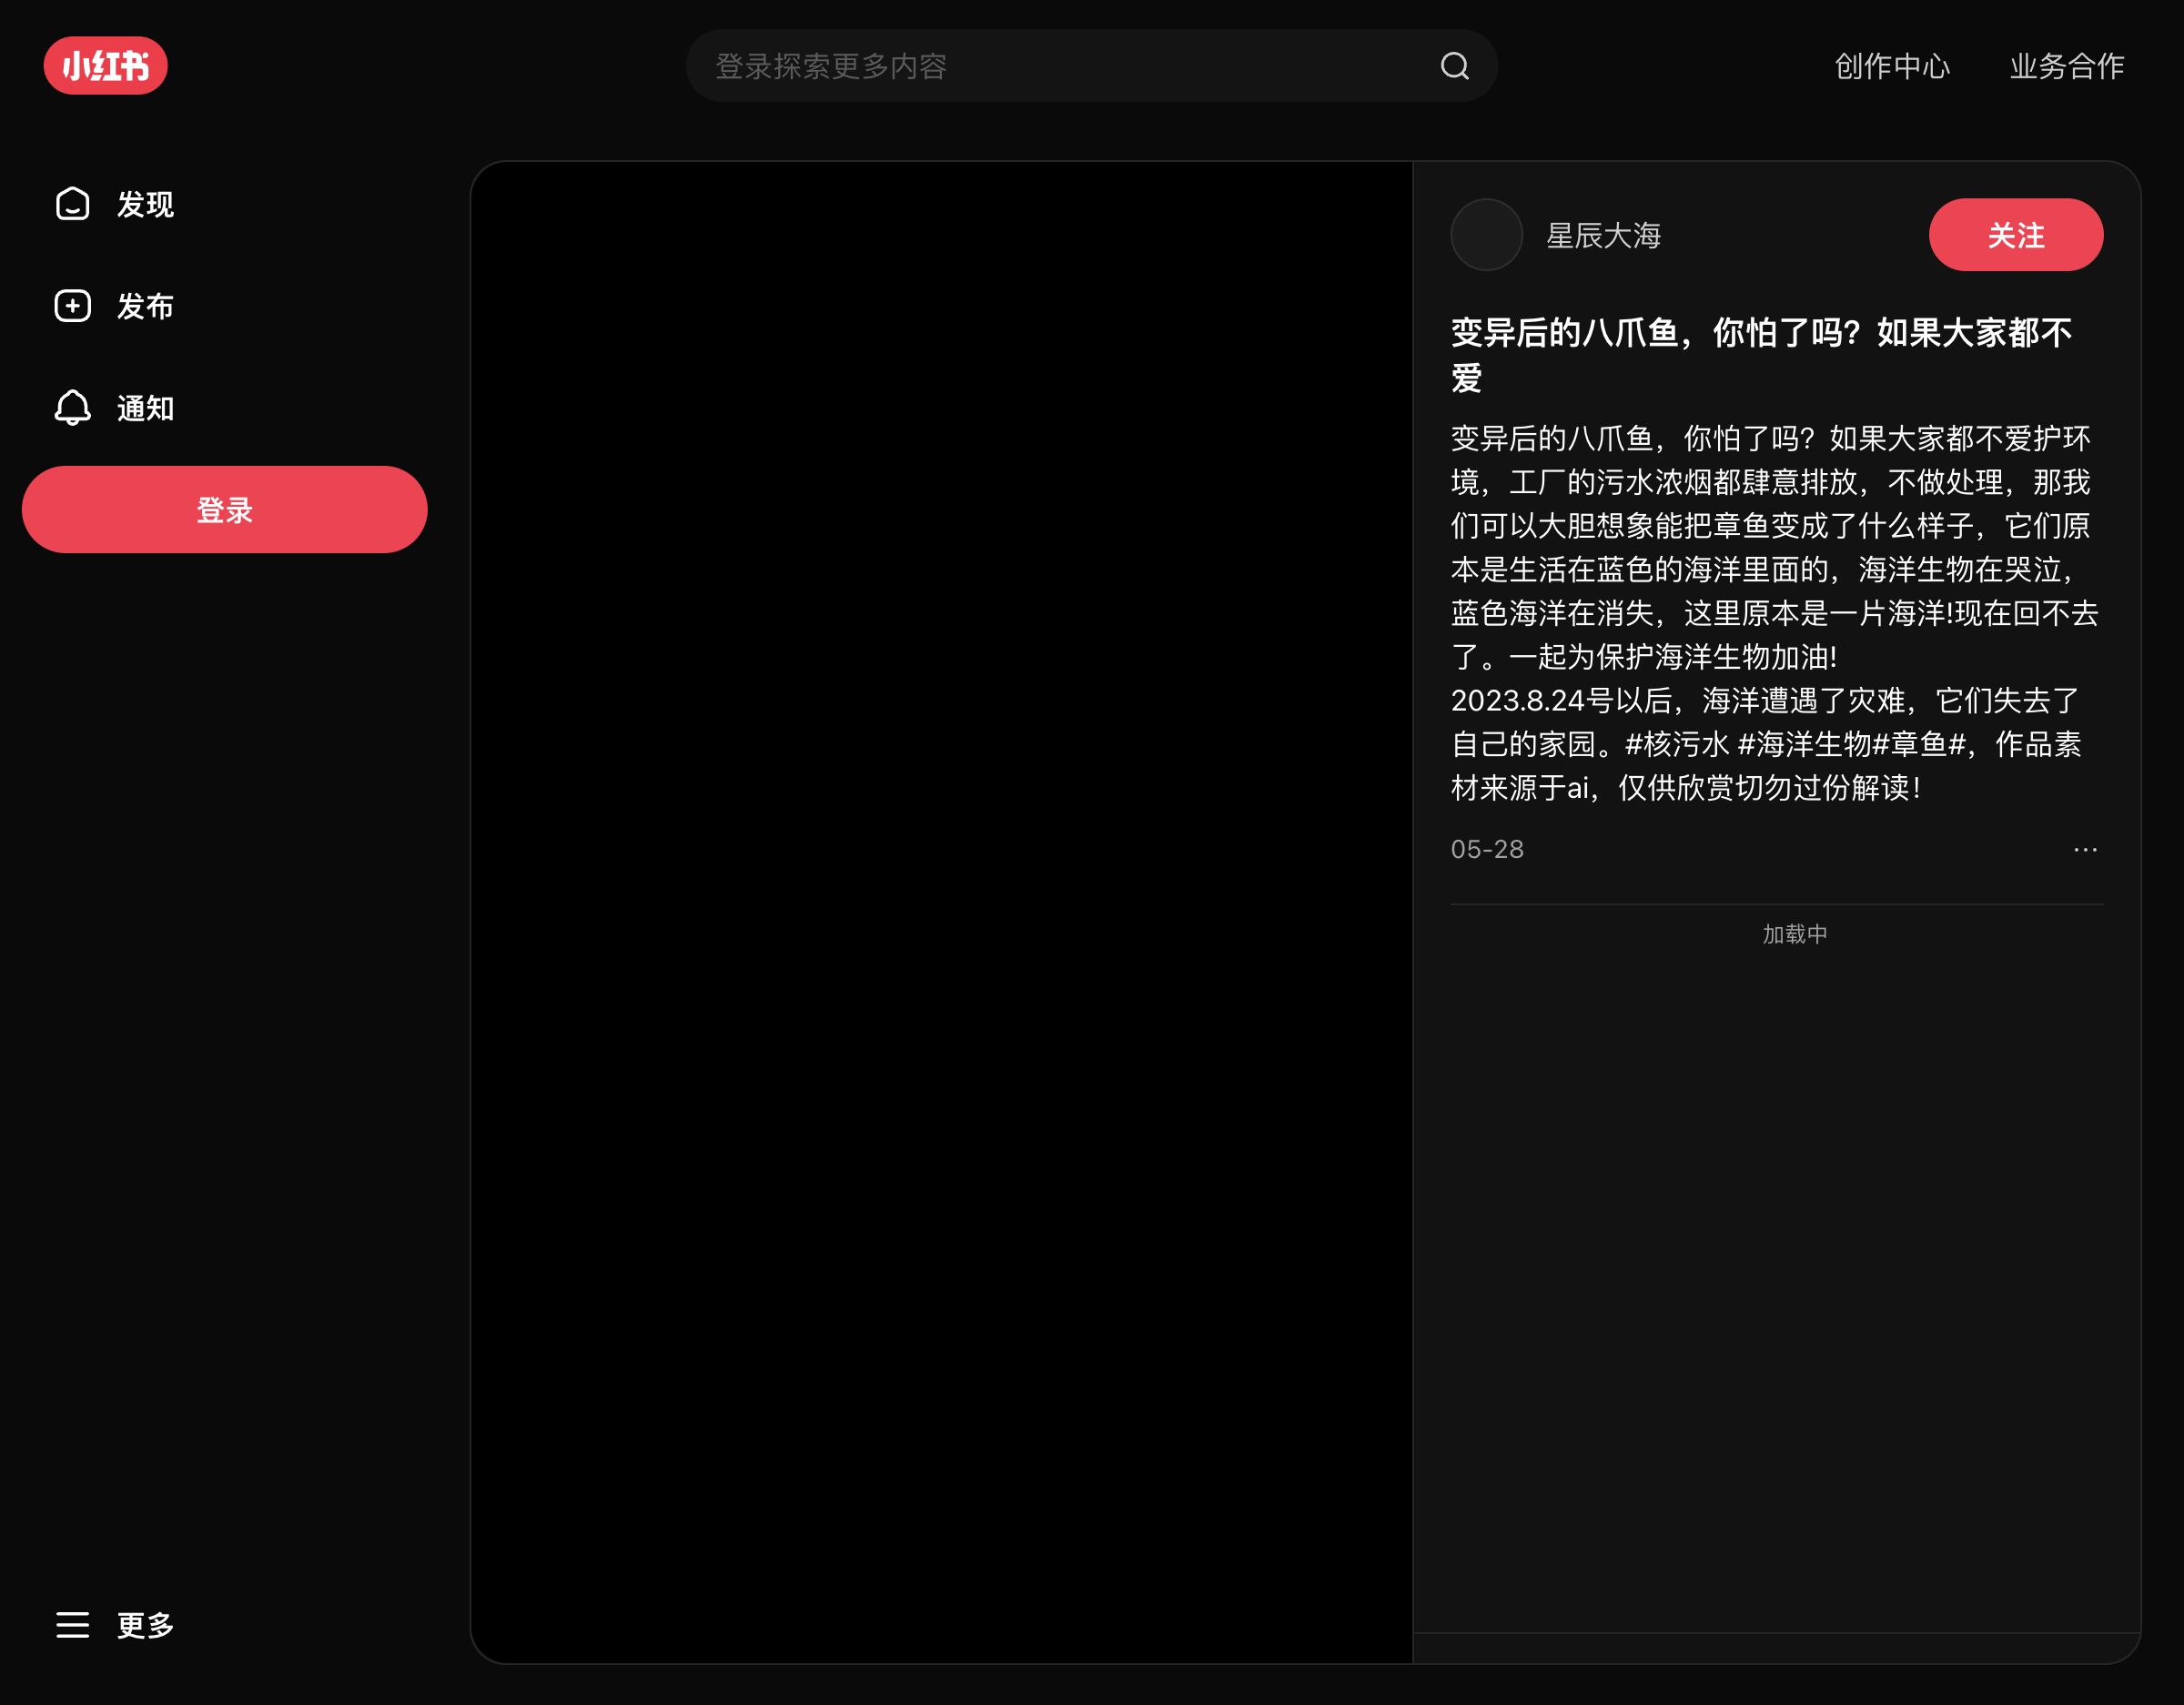 小红书
登录探索更多内容
创作中心
业务合作
发现
发布
通知
登录
更多
星辰大海
关注
变异后的八爪鱼，你怕了吗？如果大家都不
爱
变异后的八爪鱼，你怕了吗？如果大家都不爱护环
境，工厂的污水浓烟都肆意排放，不做处理，那我
们可以大胆想象能把章鱼变成了什么样子，它们原
本是生活在蓝色的海洋里面的，海洋生物在哭泣，
蓝色海洋在消失，这里原本是一片海洋!现在回不去
了。一起为保护海洋生物加油!
2023.8.24号以后，海洋遭遇了灾难，它们失去了
自己的家园。#核污水 #海洋生物#章鱼#，作品素
材来源于ai，仅供欣赏切勿过份解读！
05-28
加载中